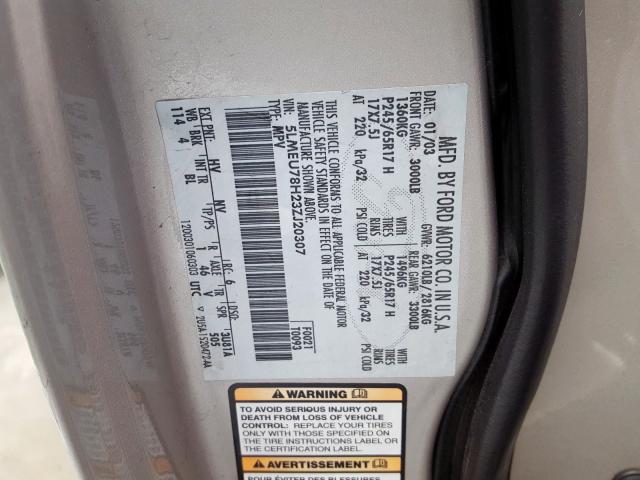 MFD. BY FORD MOTOR CO. IN U.S.A.
DATE: 01/03 GVWR: 6210LB/2816KG
FRONT GAWR: 3000LB REAR GAWR: 3300LB
1360KG WITH 1496KG
P245/65R17 H TIRES P245/65R17 H
17X7.5J RIMS 17X7.5J
AT 220 kPa/32 PSI COLD AT 220 kPa/32 PSI COLD
THIS VEHICLE CONFORMS TO ALL APPLICABLE FEDERAL MOTOR
VEHICLE SAFETY STANDARDS IN EFFECT ON THE DATE OF
MANUFACTURE SHOWN ABOVE.
VIN: 5LMEU78H23ZJ20307 F0021
TYPE: MPV T0093
EXT PNT: HV NV DSO:
WB BRK INT TR TP/PS R AXLE TR SPR 3U81A
114 4 BL 1 46 V 505
UTC
⚠ WARNING
TO AVOID SERIOUS INJURY OR
DEATH FROM LOSS OF VEHICLE
CONTROL: REPLACE YOUR TIRES
ONLY WITH THOSE SPECIFIED ON
THE TIRE INSTRUCTIONS LABEL OR
THE CERTIFICATION LABEL.
⚠ AVERTISSEMENT